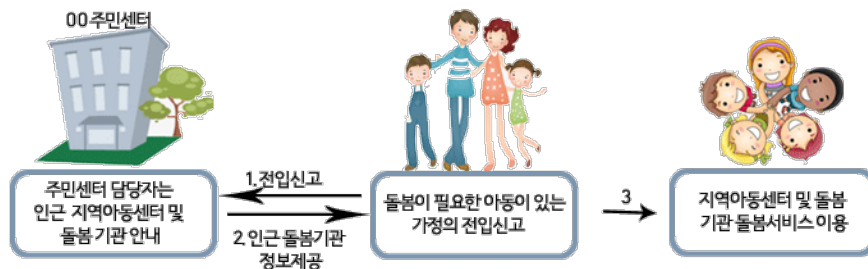 OO 주민센터
주민센터 담당자는
인근 지역아동센터 및
돌봄 기관 안내
1.전입신고
2.인근 돌봄기관
정보제공
돌봄이 필요한 아동이 있는
가정의 전입신고
3
지역아동센터 및 돌봄
기관 돌봄서비스 이용